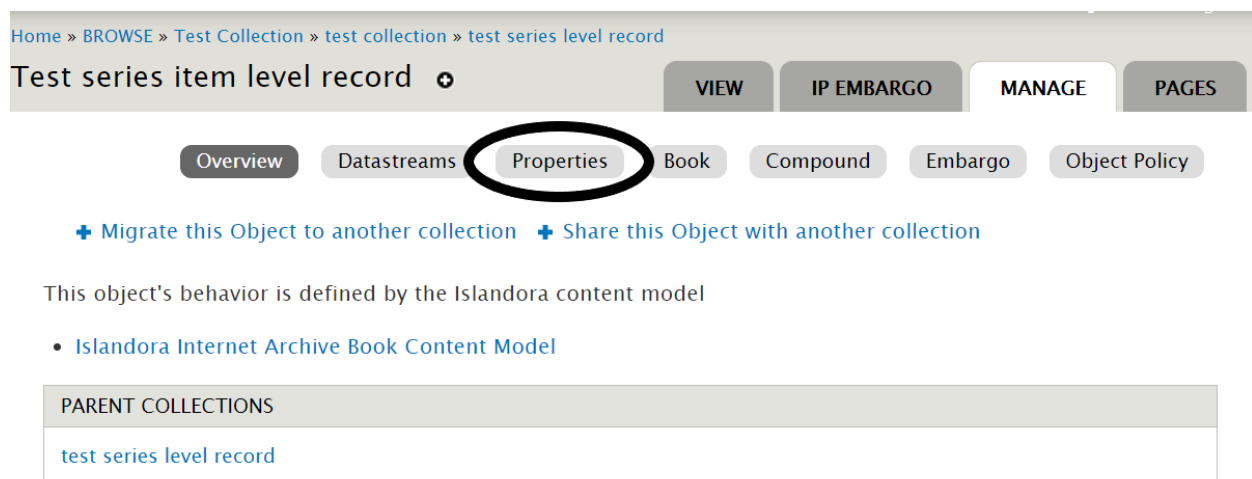 Home » BROWSE » Test Collection » test collection » test series level record
Test series item level record
VIEW IP EMBARGO MANAGE PAGES
Overview Datastreams Properties Book Compound Embargo Object Policy
Migrate this Object to another collection Share this Object with another collection
This object's behavior is defined by the Islandora content model
• Islandora Internet Archive Book Content Model
PARENT COLLECTIONS
test series level record